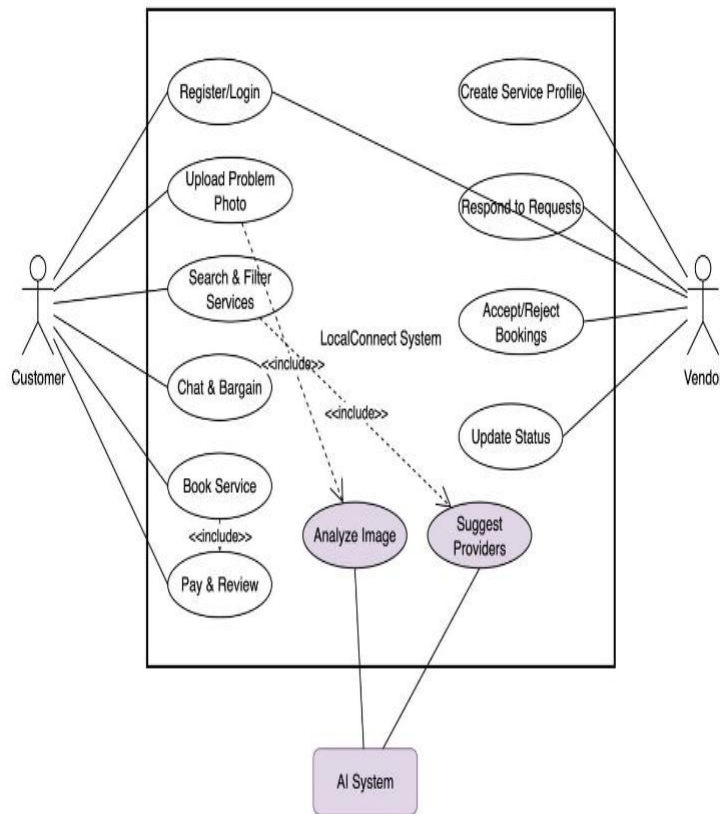 Register/Login
Create Service Profile
Upload Problem
Photo
Respond to Requests
Search & Filter
Services
Accept/Reject
Bookings
LocalConnect System
Customer
Vendo
<<include>>
Chat & Bargain
<<include>>
Update Status
Book Service
<<include>>
Analyze Image
Suggest
Providers
Pay & Review
AI System